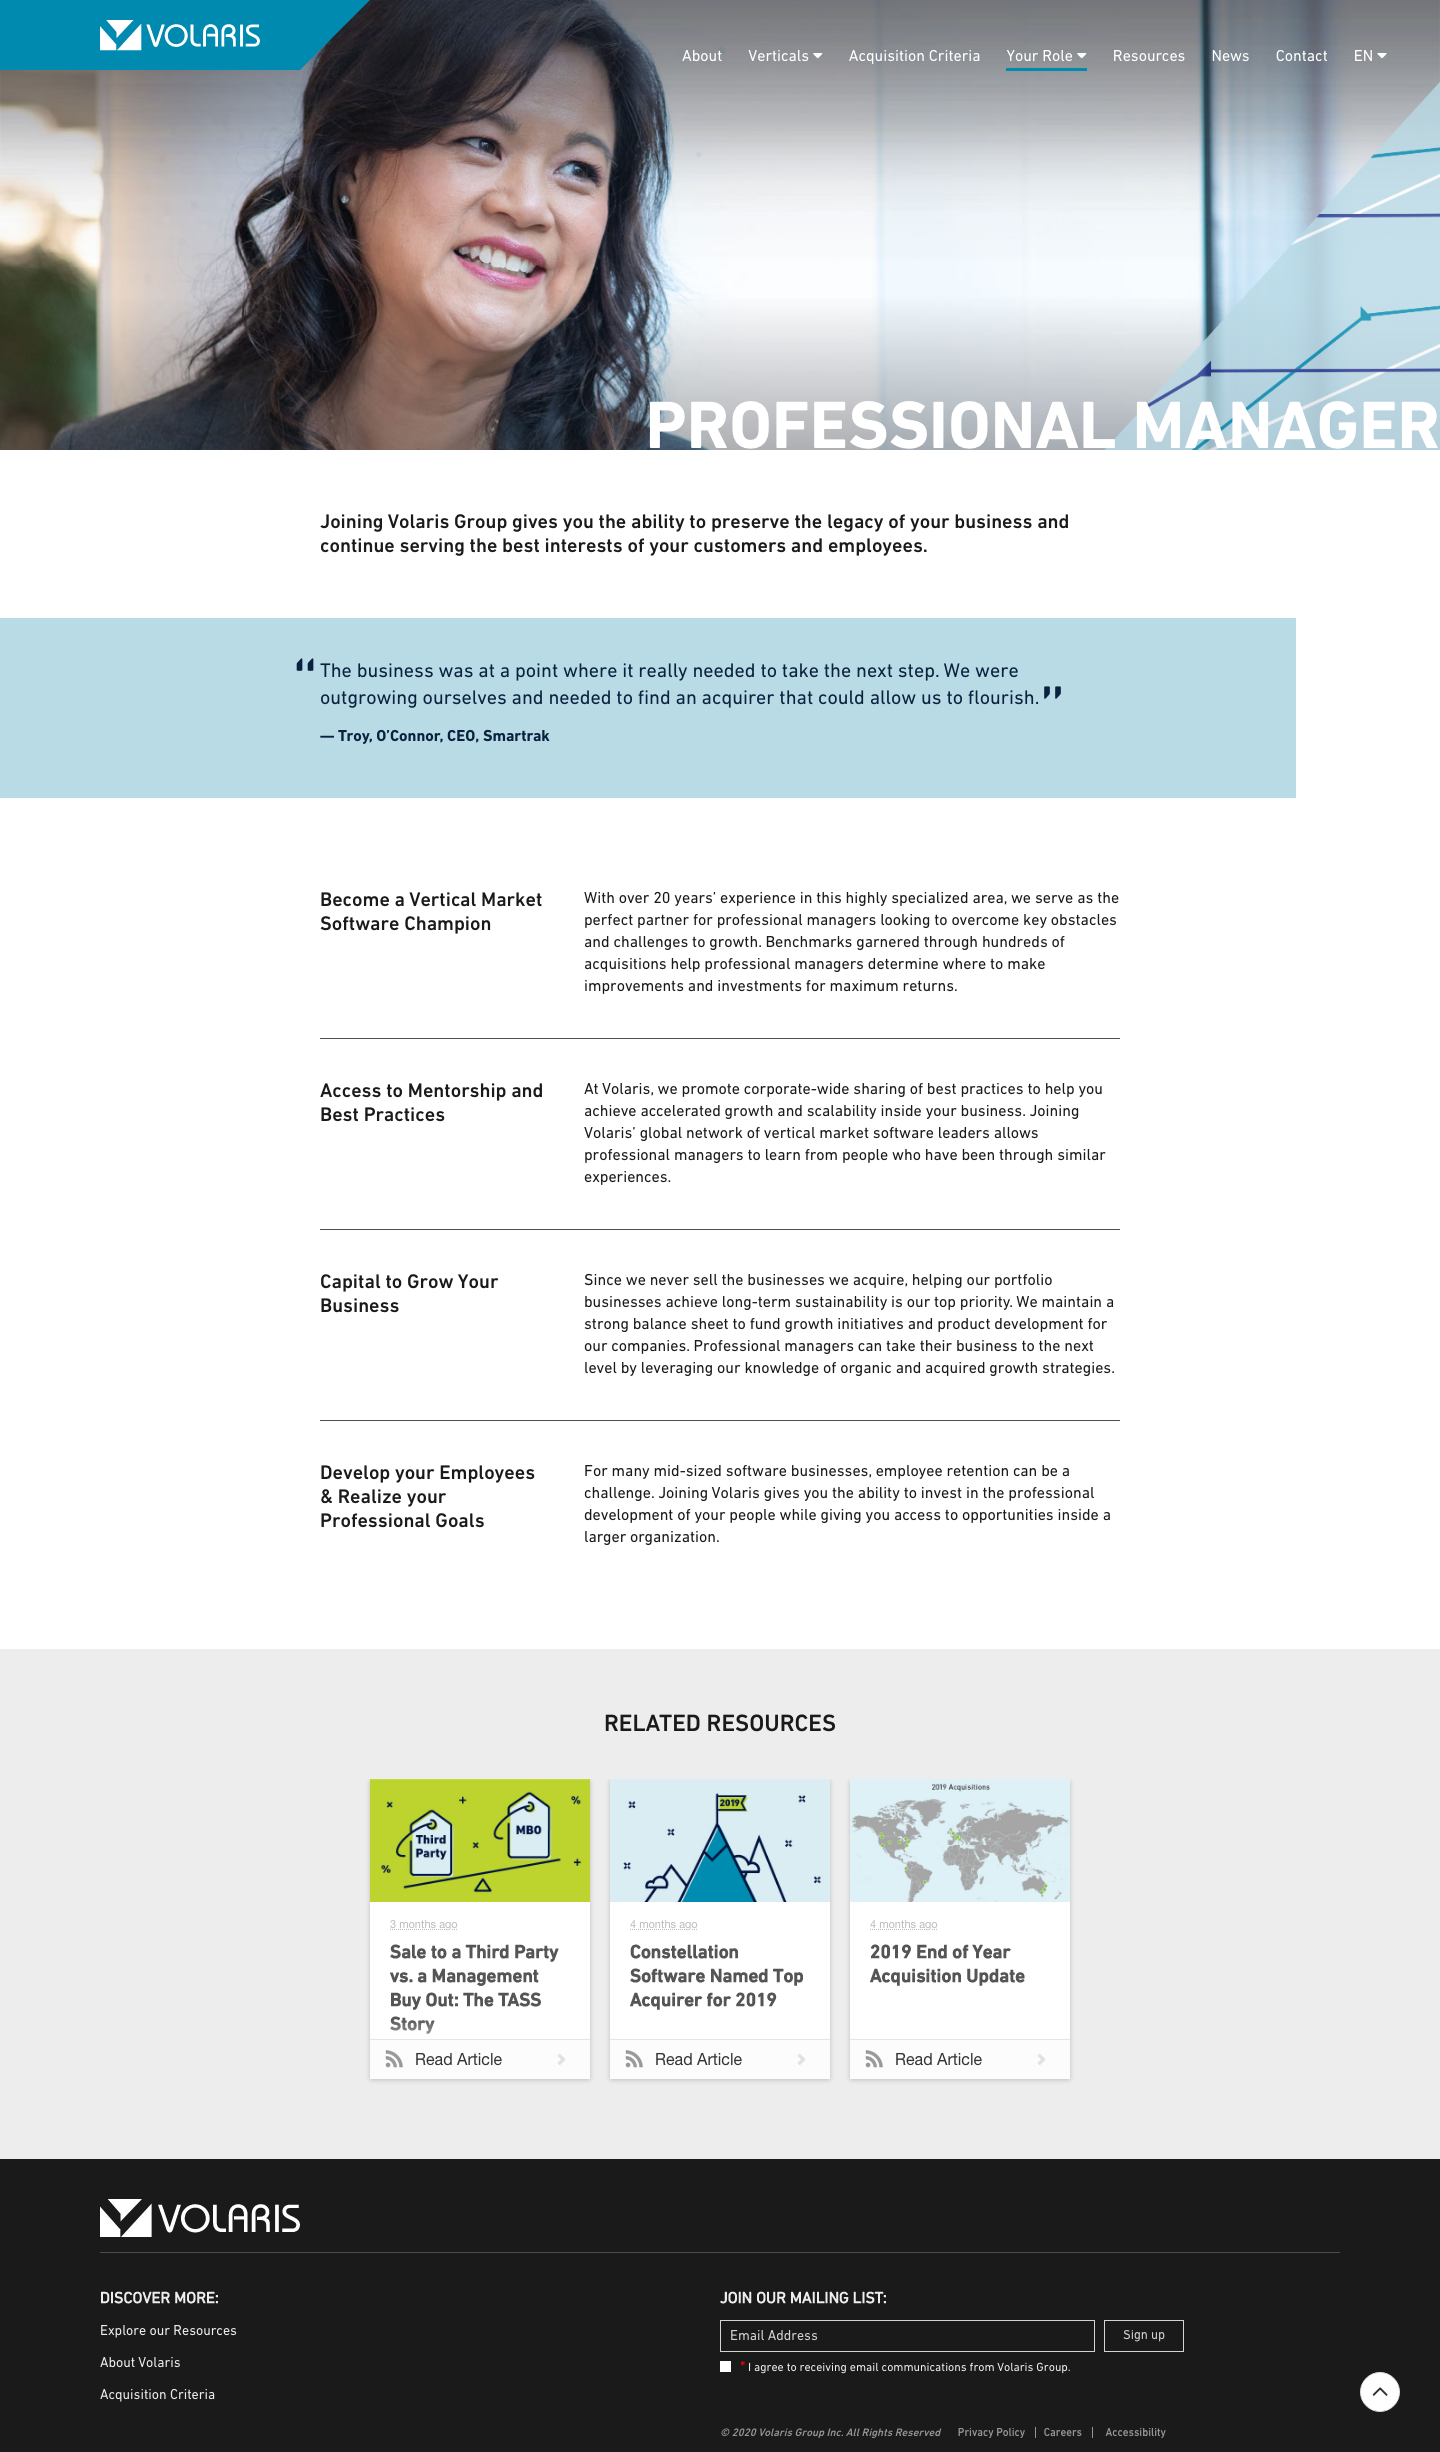 VOLARIS
About Verticals Acquisition Criteria Your Role Resources News Contact EN
PROFESSIONAL MANAGER
Joining Volaris Group gives you the ability to preserve the legacy of your business and
continue serving the best interests of your customers and employees.
“ The business was at a point where it really needed to take the next step. We were
outgrowing ourselves and needed to find an acquirer that could allow us to flourish. ”
— Troy, O’Connor, CEO, Smartrak
Become a Vertical Market
Software Champion
With over 20 years’ experience in this highly specialized area, we serve as the
perfect partner for professional managers looking to overcome key obstacles
and challenges to growth. Benchmarks garnered through hundreds of
acquisitions help professional managers determine where to make
improvements and investments for maximum returns.
Access to Mentorship and
Best Practices
At Volaris, we promote corporate-wide sharing of best practices to help you
achieve accelerated growth and scalability inside your business. Joining
Volaris’ global network of vertical market software leaders allows
professional managers to learn from people who have been through similar
experiences.
Capital to Grow Your
Business
Since we never sell the businesses we acquire, helping our portfolio
businesses achieve long-term sustainability is our top priority. We maintain a
strong balance sheet to fund growth initiatives and product development for
our companies. Professional managers can take their business to the next
level by leveraging our knowledge of organic and acquired growth strategies.
Develop your Employees
& Realize your
Professional Goals
For many mid-sized software businesses, employee retention can be a
challenge. Joining Volaris gives you the ability to invest in the professional
development of your people while giving you access to opportunities inside a
larger organization.
RELATED RESOURCES
Third
Party
MBO
% %
3 months ago
Sale to a Third Party
vs. a Management
Buy Out: The TASS
Story
Read Article
2019
4 months ago
Constellation
Software Named Top
Acquirer for 2019
Read Article
2019 Acquisitions
4 months ago
2019 End of Year
Acquisition Update
Read Article
VOLARIS
DISCOVER MORE:
Explore our Resources
About Volaris
Acquisition Criteria
JOIN OUR MAILING LIST:
Email Address Sign up
* I agree to receiving email communications from Volaris Group.
© 2020 Volaris Group Inc. All Rights Reserved Privacy Policy | Careers | Accessibility